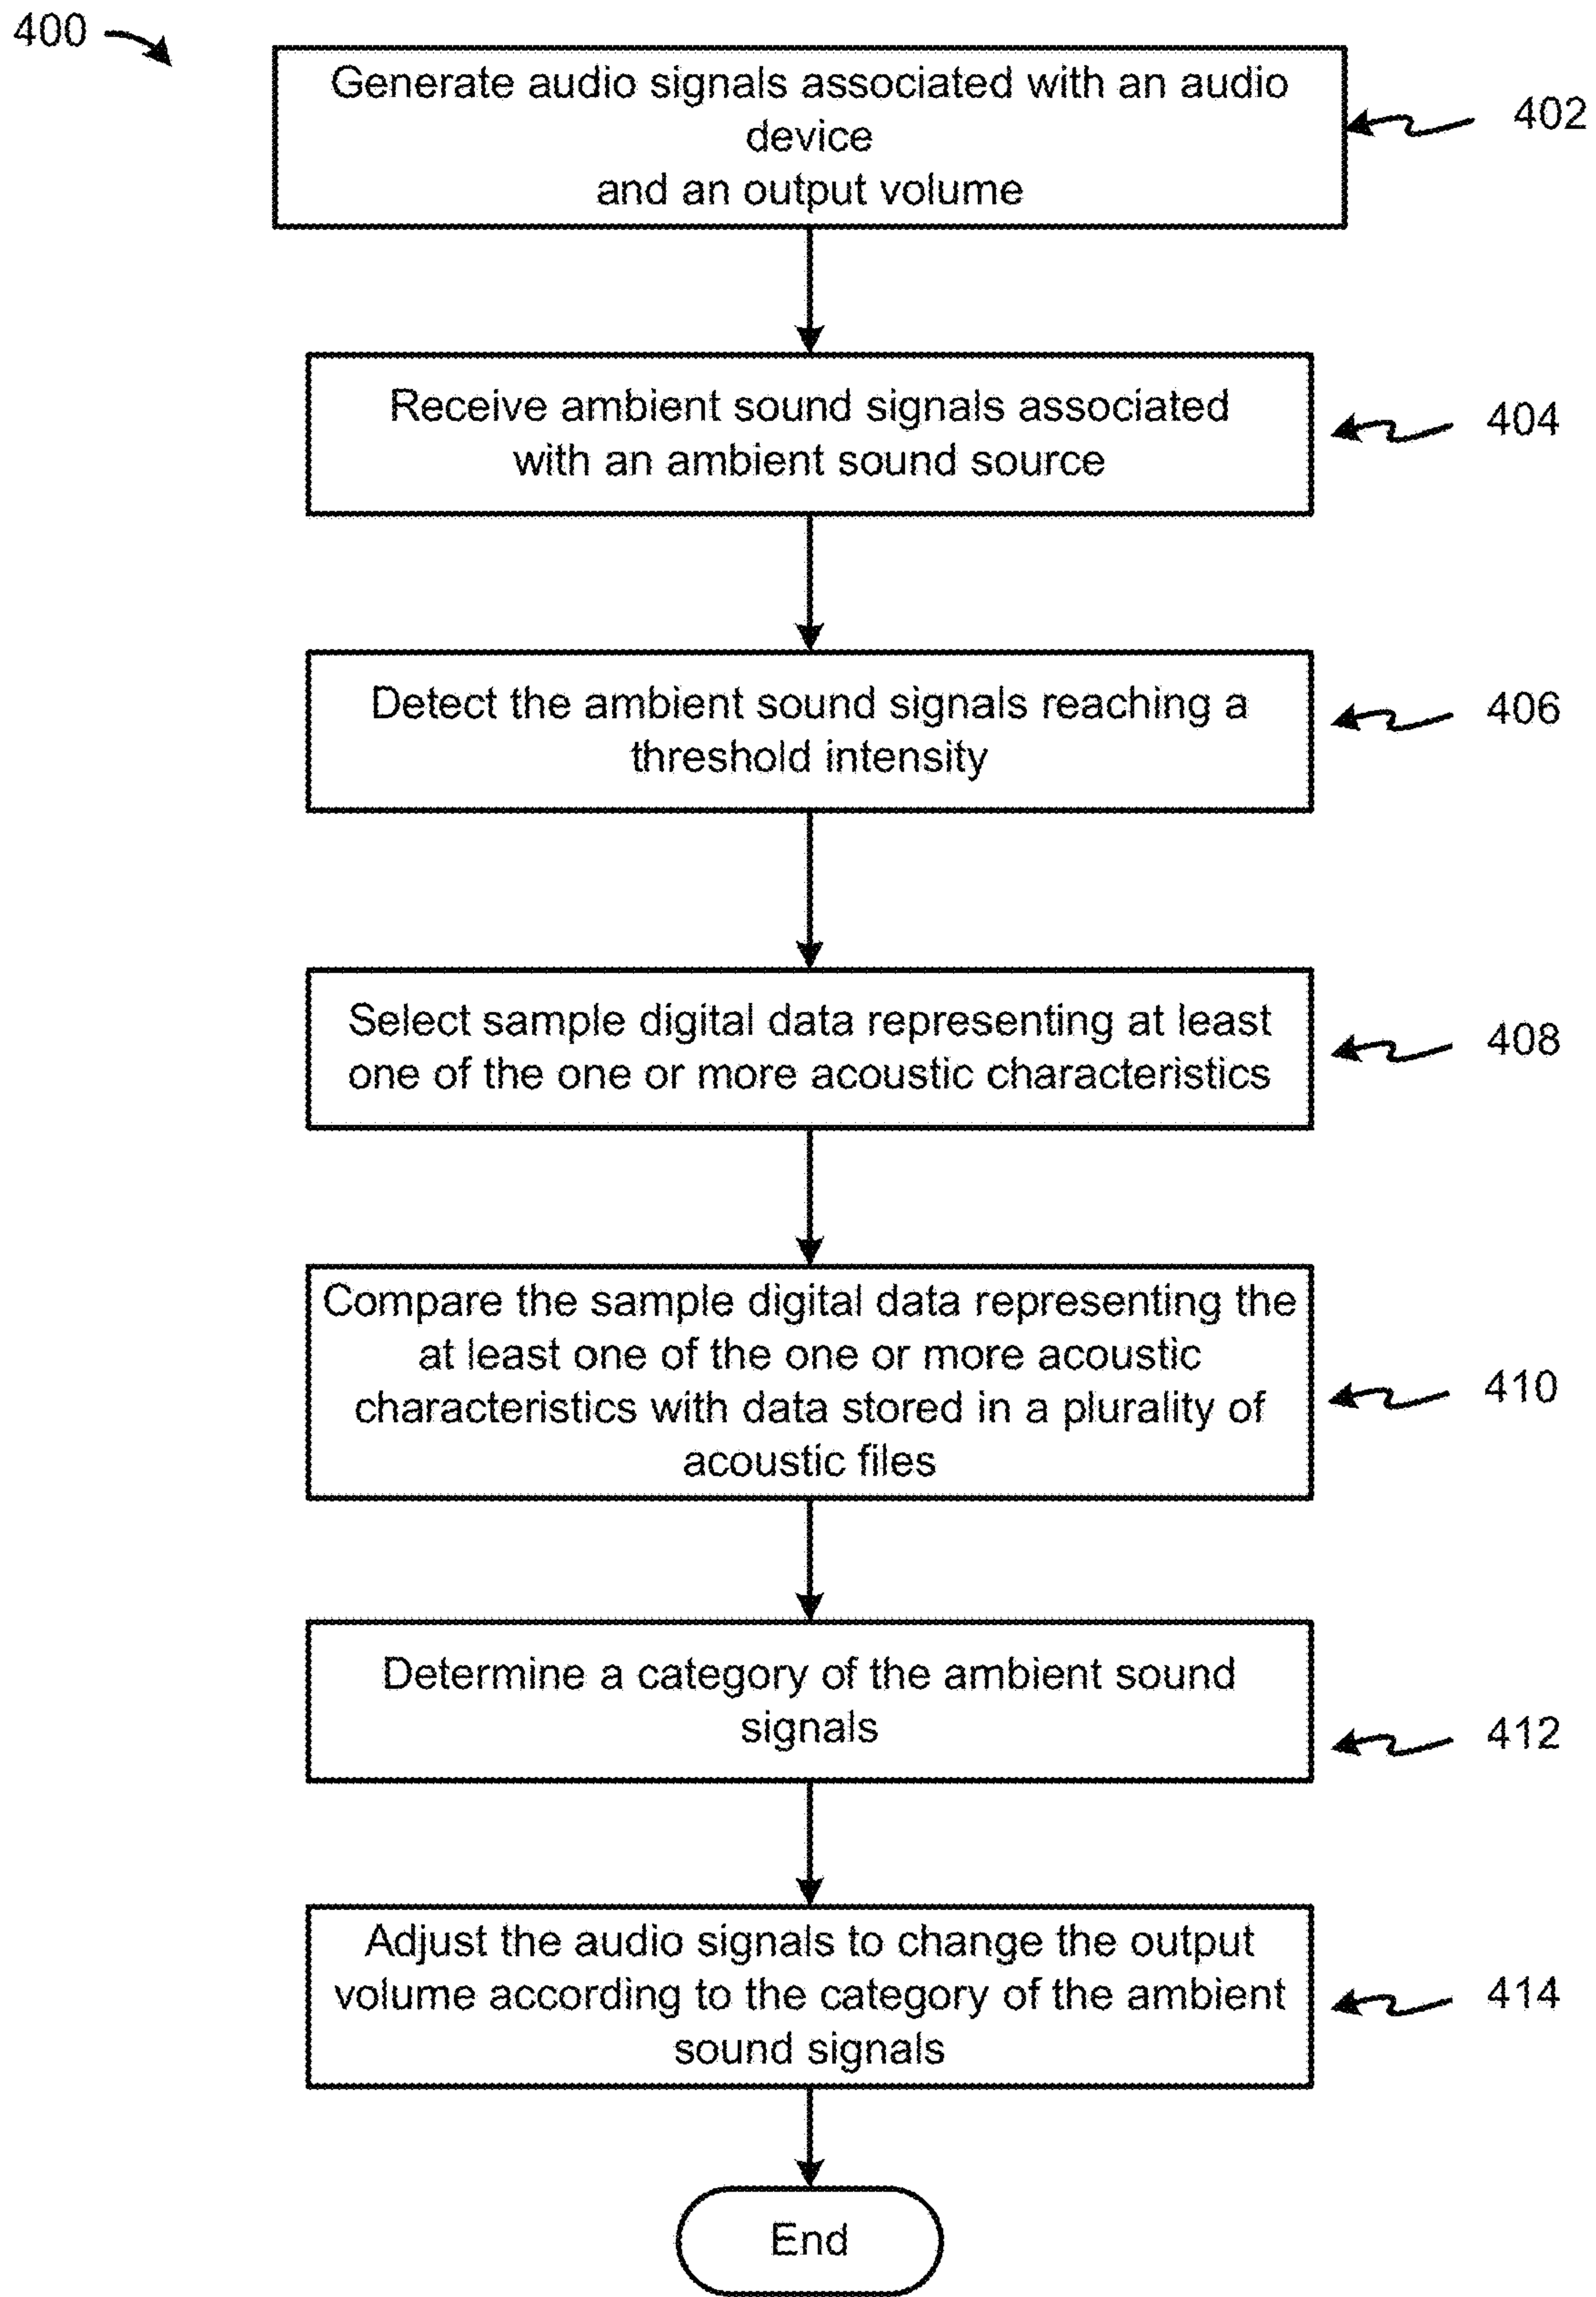 400
Generate audio signals associated with an audio
device
and an output volume
402
Receive ambient sound signals associated
with an ambient sound source
404
Detect the ambient sound signals reaching a
threshold intensity
406
Select sample digital data representing at least
one of the one or more acoustic characteristics
408
Compare the sample digital data representing the
at least one of the one or more acoustic
characteristics with data stored in a plurality of
acoustic files
410
Determine a category of the ambient sound
signals
412
Adjust the audio signals to change the output
volume according to the category of the ambient
sound signals
414
End